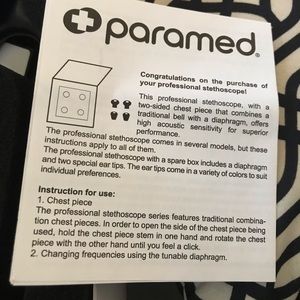 paramed®
Congratulations on the purchase of
your professional stethoscope!
This professional stethoscope, with a
two-sided chest piece that combines a
traditional bell with a diaphragm, offers
high acoustic sensitivity for superior
performance.
The professional stethoscope comes in several models, but these
instructions apply to all of them.
The professional stethoscope with a spare box includes a diaphragm
and two special ear tips. The ear tips come in a variety of colors to suit
individual preferences.
Instruction for use:
1. Chest piece
The professional stethoscope series features traditional combina-
tion chest pieces. In order to open the side of the chest piece being
used, hold the chest piece stem in one hand and rotate the chest
piece with the other hand until you feel a click.
2. Changing frequencies using the tunable diaphragm.